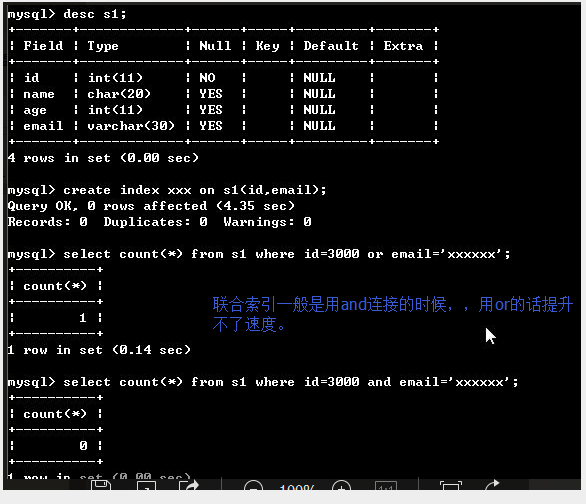 mysql> desc s1;
+-------+-------------+------+-----+---------+-------+
| Field | Type | Null | Key | Default | Extra |
+-------+-------------+------+-----+---------+-------+
| id | int(11) | NO | | NULL | |
| name | char(20) | YES | | NULL | |
| age | int(11) | YES | | NULL | |
| email | varchar(30) | YES | | NULL | |
+-------+-------------+------+-----+---------+-------+
4 rows in set (0.00 sec)
mysql> create index xxx on s1(id,email);
Query OK, 0 rows affected (4.35 sec)
Records: 0 Duplicates: 0 Warnings: 0
mysql> select count(*) from s1 where id=3000 or email='xxxxxx';
+----------+
| count(*) |
+----------+
| 1 |
+----------+
1 row in set (0.14 sec)
联合索引一般是用and连接的时候，，用or的话提升
不了速度。
mysql> select count(*) from s1 where id=3000 and email='xxxxxx';
+----------+
| count(*) |
+----------+
| 0 |
+----------+
1 row in set (0.00 sec)
100%
1:1